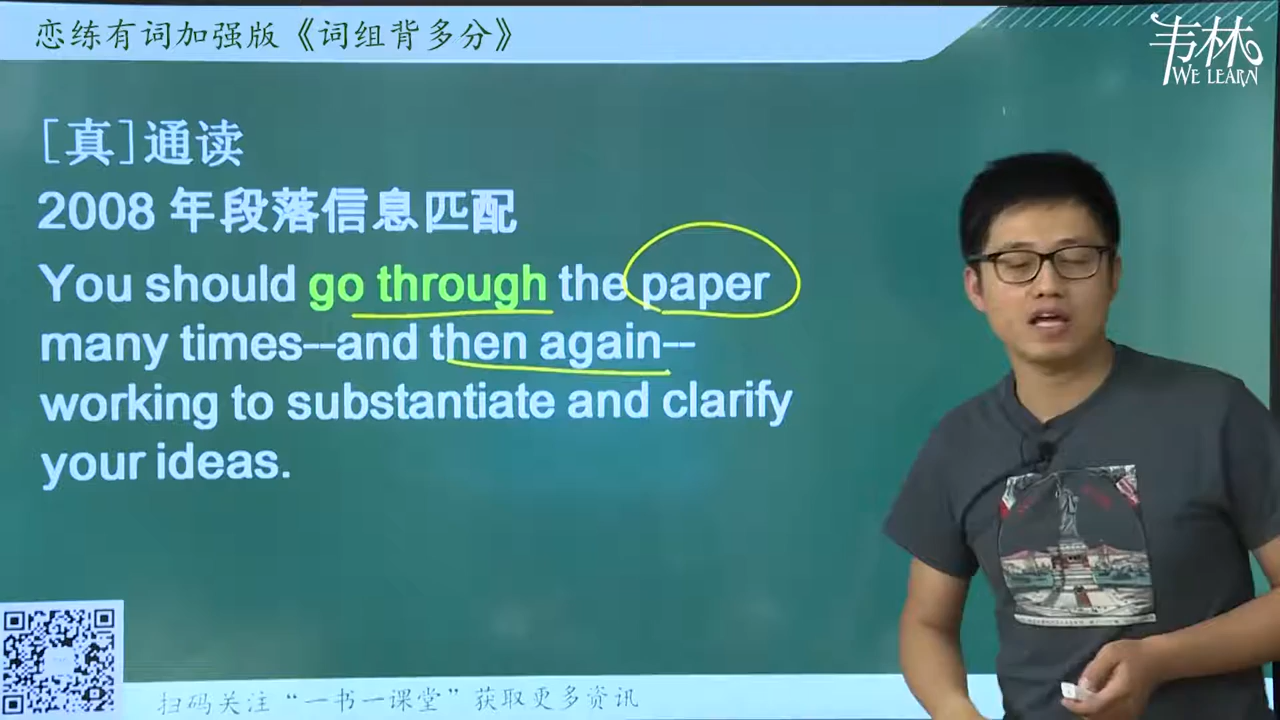 恋练有词加强版《词组背多分》
韦林
WE LEARN
[真]通读
2008 年段落信息匹配
You should go through the paper
many times--and then again--
working to substantiate and clarify
your ideas.
扫码关注“一书一课堂”获取更多资讯